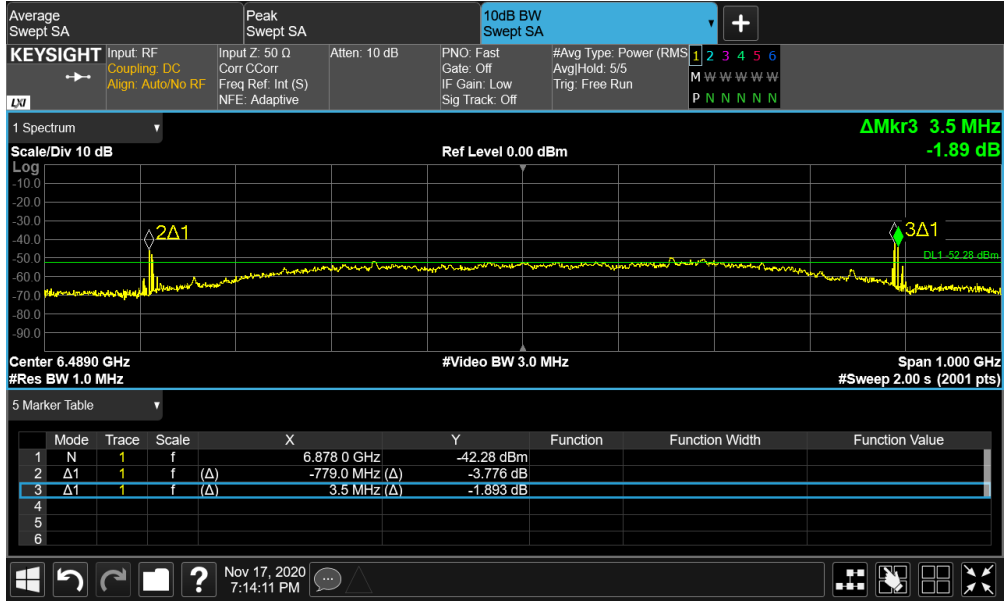 Average
Swept SA
Peak
Swept SA
10dB BW
Swept SA
KEYSIGHT
LXI
Input: RF
Coupling: DC
Align: Auto/No RF
Input Z: 50 Ω
Corr CCorr
Freq Ref: Int (S)
NFE: Adaptive
Atten: 10 dB
PNO: Fast
Gate: Off
IF Gain: Low
Sig Track: Off
#Avg Type: Power (RMS
Avg|Hold: 5/5
Trig: Free Run
1 2 3 4 5 6
M W W W W W
P N N N N N
1 Spectrum
ΔMkr3 3.5 MHz
Scale/Div 10 dB
Ref Level 0.00 dBm
-1.89 dB
Log
-10.0
-20.0
-30.0
-40.0
-50.0
-60.0
-70.0
-80.0
-90.0
2Δ1
3Δ1
DL1 -52.28 dBm
Center 6.4890 GHz
#Video BW 3.0 MHz
Span 1.000 GHz
#Res BW 1.0 MHz
#Sweep 2.00 s (2001 pts)
5 Marker Table
Mode Trace Scale X Y Function Function Width Function Value
1 N 1 f 6.878 0 GHz -42.28 dBm
2 Δ1 1 f (Δ) -779.0 MHz (Δ) -3.776 dB
3 Δ1 1 f (Δ) 3.5 MHz (Δ) -1.893 dB
4
5
6
?
Nov 17, 2020
7:14:11 PM